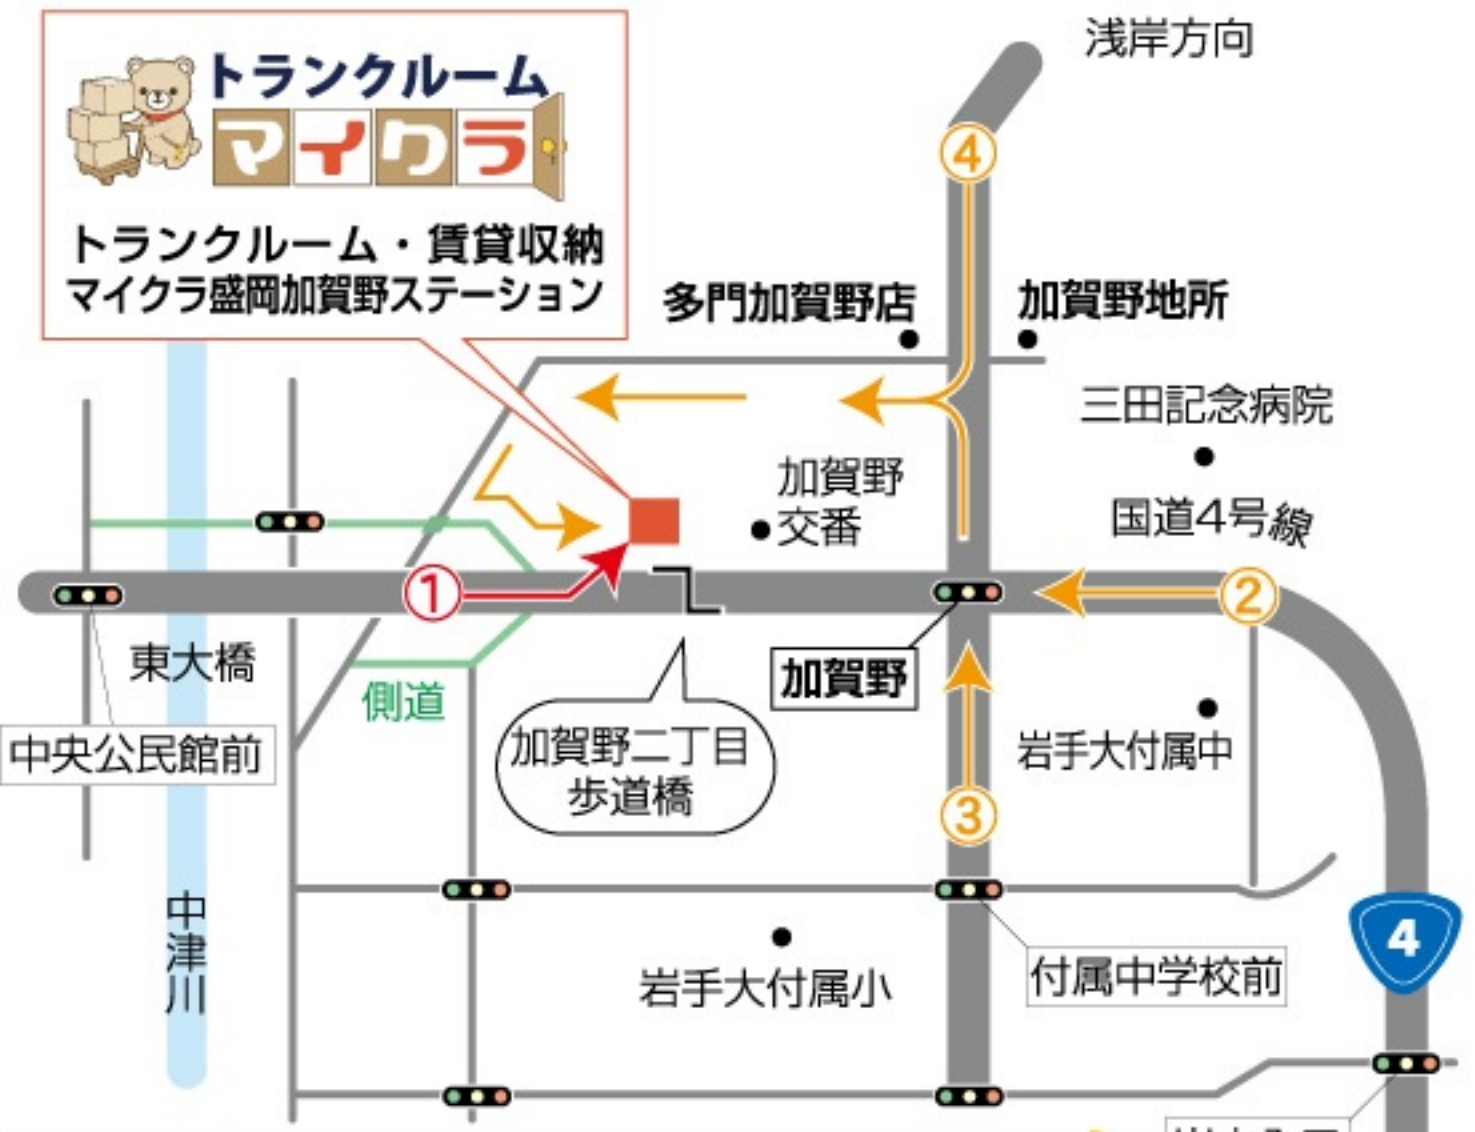 浅岸方向
トランクルーム
マイクラ
トランクルーム・賃貸収納
マイクラ盛岡加賀野ステーション
④
多門加賀野店
加賀野地所
三田記念病院
加賀野
交番
国道4号線
①
②
東大橋
側道
加賀野
中央公民館前
加賀野二丁目
歩道橋
岩手大付属中
③
中津川
4
岩手大付属小
付属中学校前